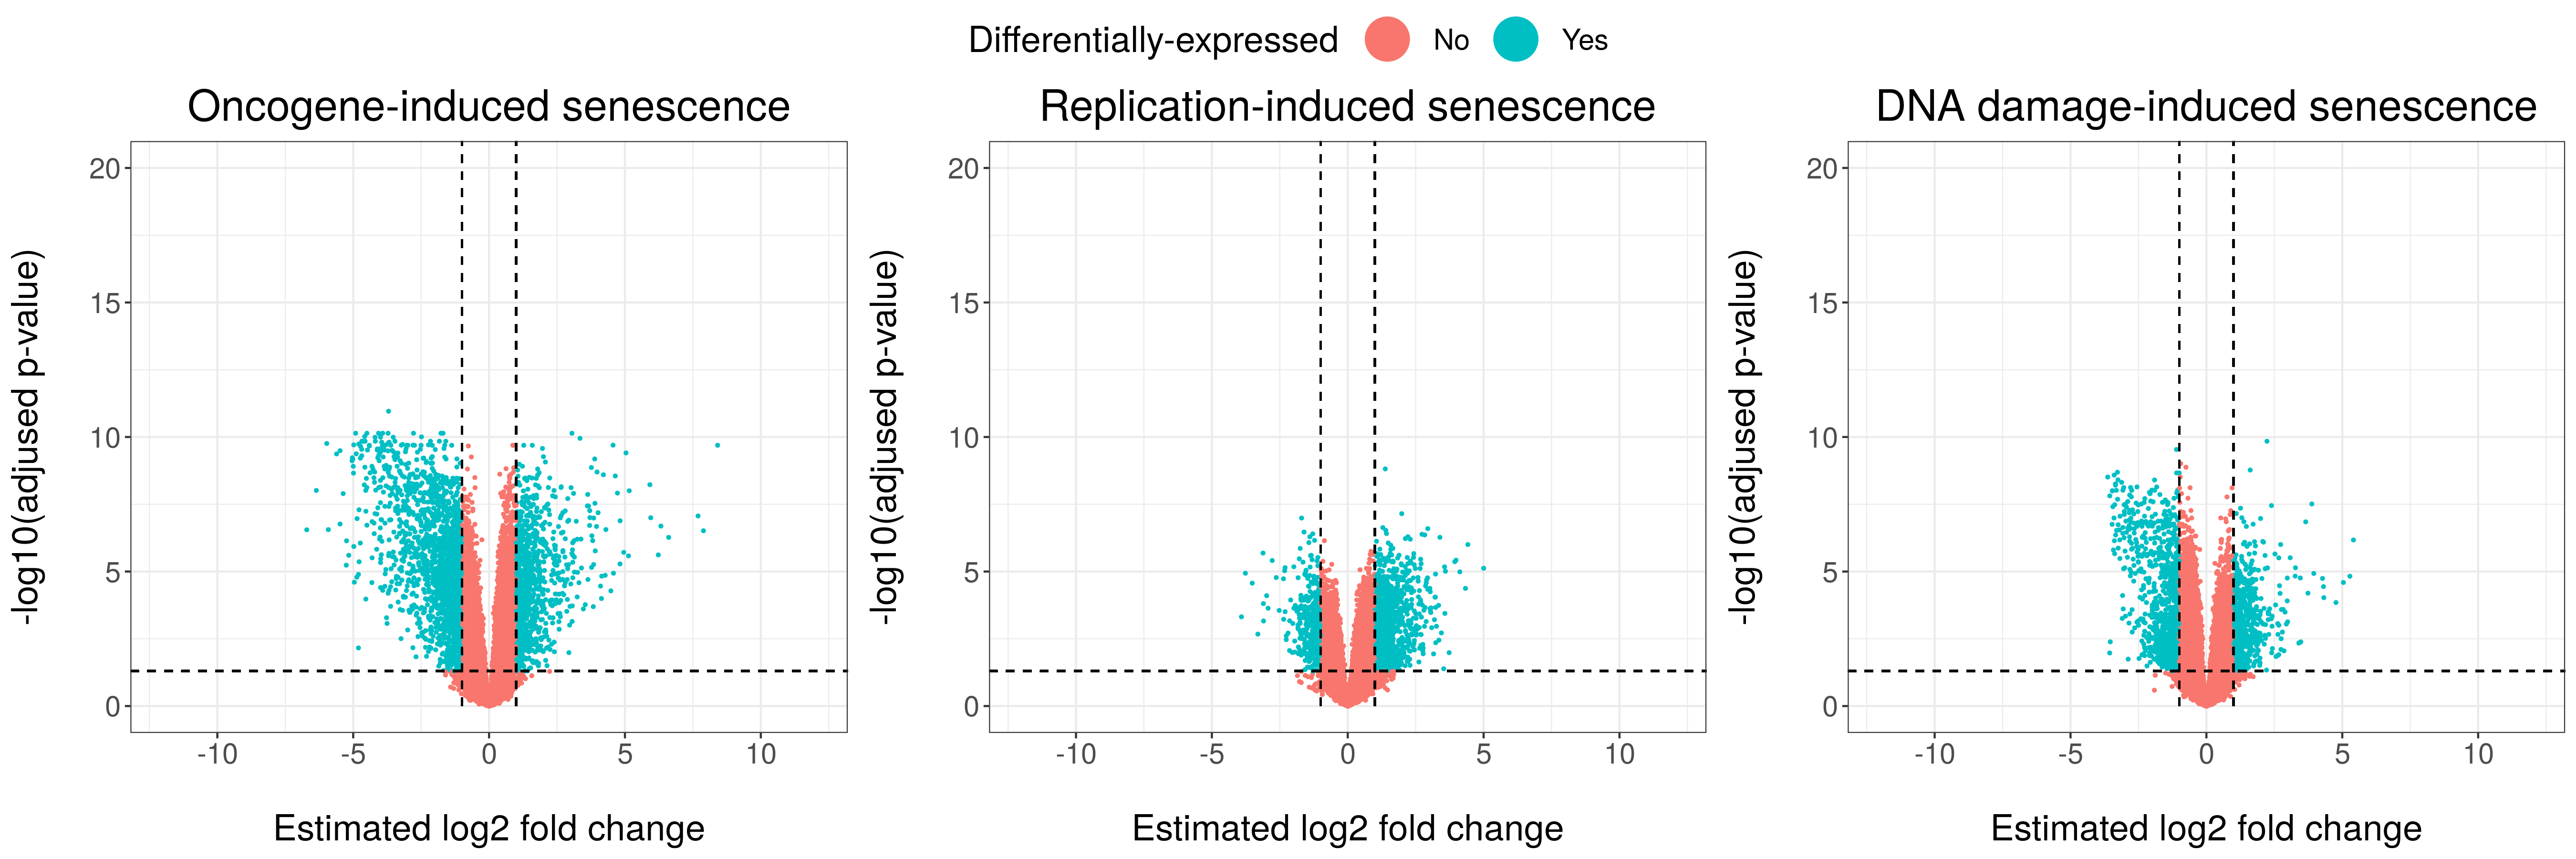 Differentially-expressed No Yes
Oncogene-induced senescence
Replication-induced senescence
DNA damage-induced senescence
-log10(adjused p-value)
20
15
10
5
0
-10 -5 0 5 10
Estimated log2 fold change
-log10(adjused p-value)
20
15
10
5
0
-10 -5 0 5 10
Estimated log2 fold change
-log10(adjused p-value)
20
15
10
5
0
-10 -5 0 5 10
Estimated log2 fold change